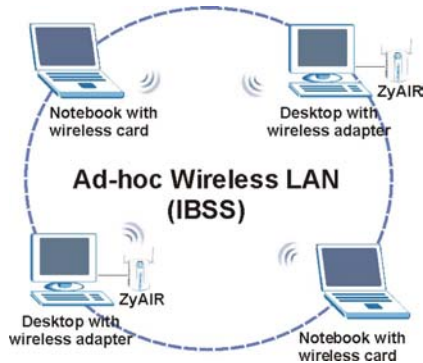 ZyAIR
Notebook with
wireless card
Desktop with
wireless adapter
Ad-hoc Wireless LAN
(IBSS)
ZyAIR
Desktop with
wireless adapter
Notebook with
wireless card